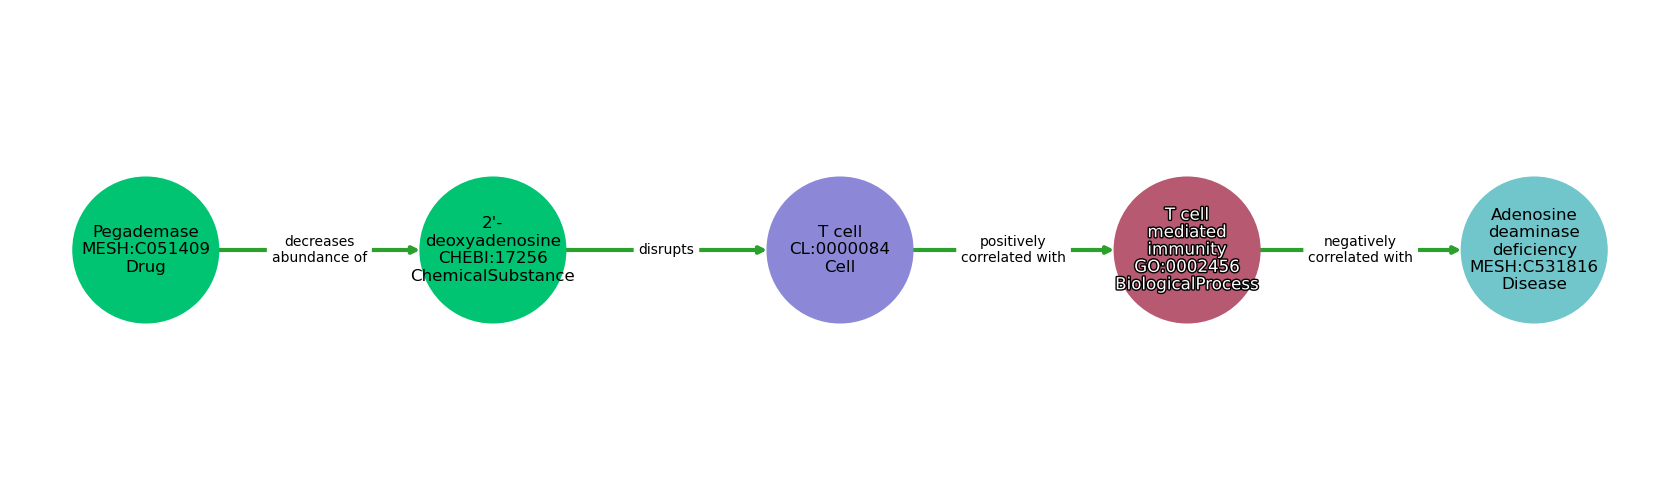 Pegademase
MESH:C051409
Drug
decreases
abundance of
2'-
deoxyadenosine
CHEBI:17256
ChemicalSubstance
disrupts
T cell
CL:0000084
Cell
positively
correlated with
T cell
mediated
immunity
GO:0002456
BiologicalProcess
negatively
correlated with
Adenosine
deaminase
deficiency
MESH:C531816
Disease